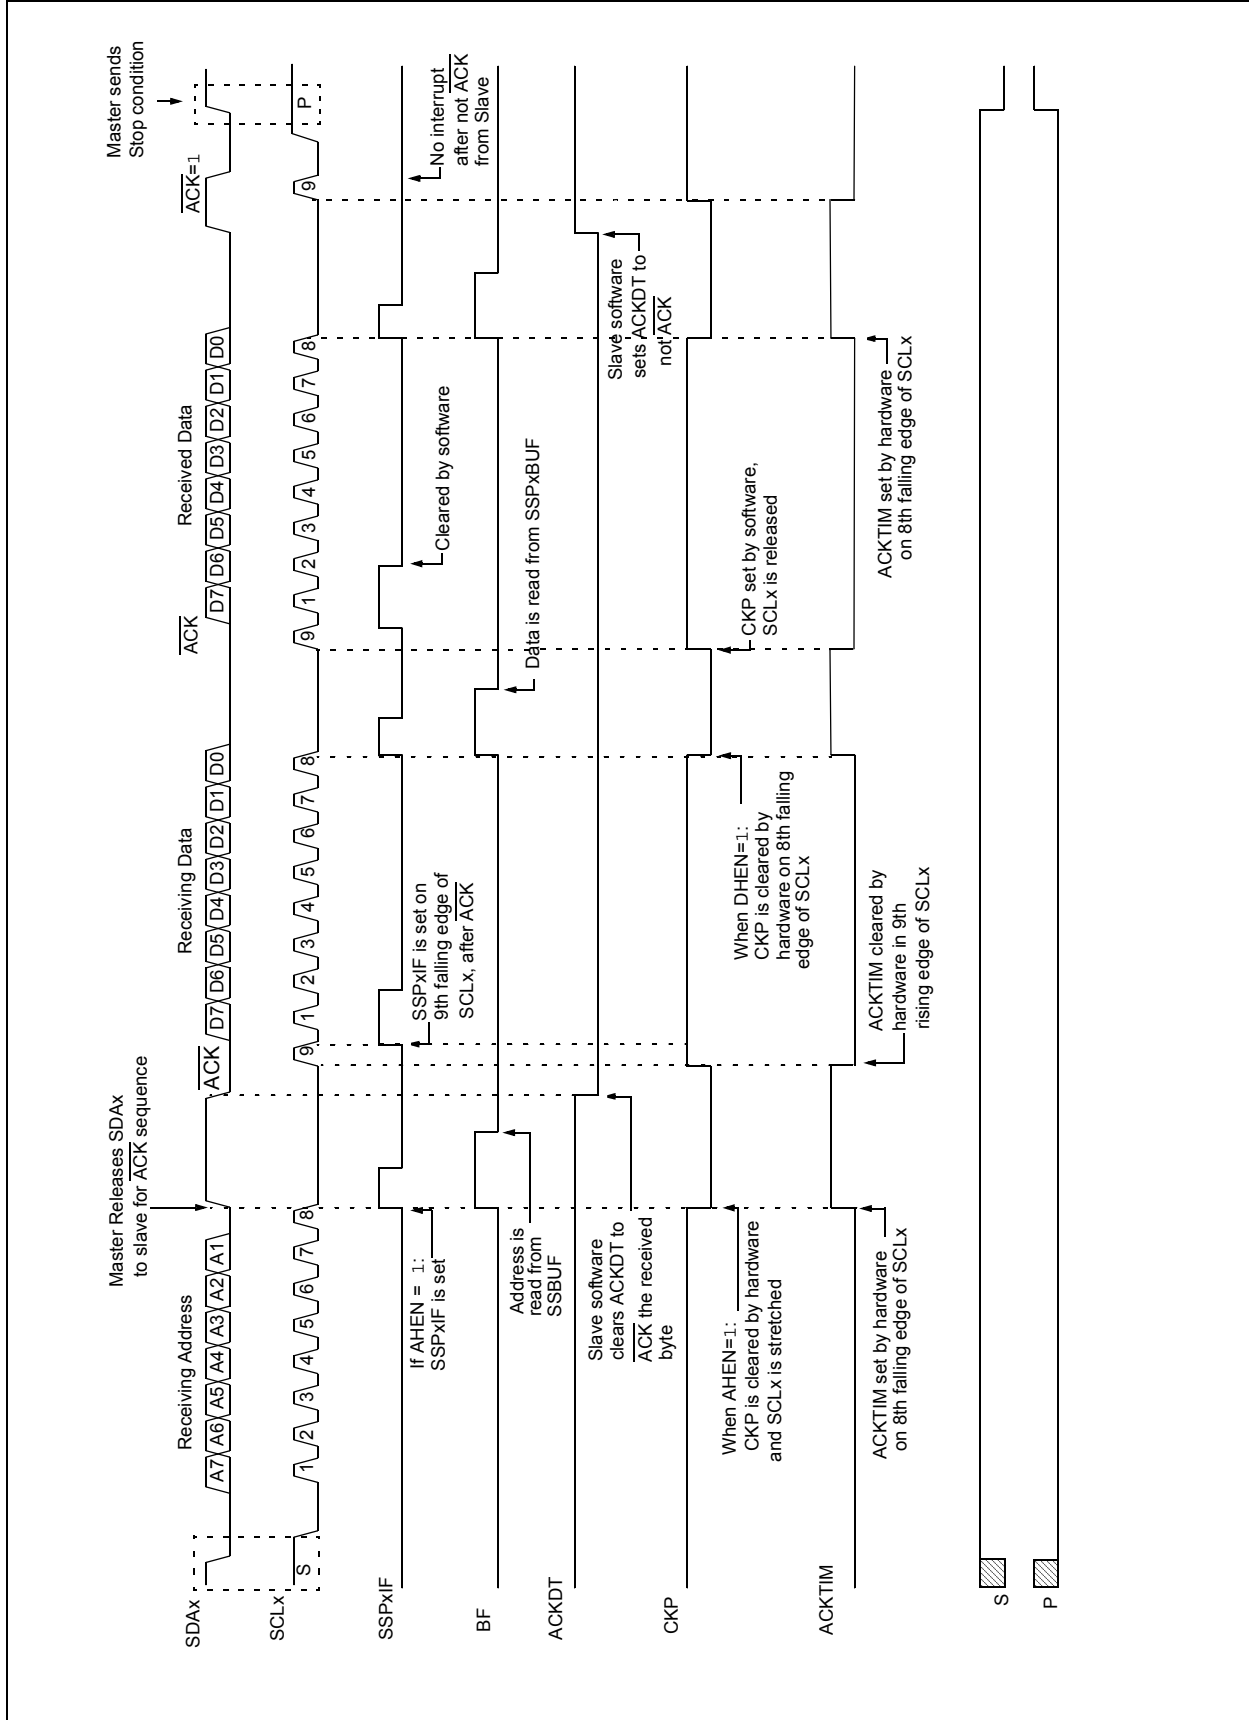 Master Releases SDAx
to slave for ACK sequence
Master sends
Stop condition
Receiving Address
Receiving Data
Received Data
ACK
ACK
ACK=1
SDAx
A7 A6 A5 A4 A3 A2 A1
D7 D6 D5 D4 D3 D2 D1 D0
D7 D6 D5 D4 D3 D2 D1 D0
SCLx
S 1 2 3 4 5 6 7 8 9 1 2 3 4 5 6 7 8 9 1 2 3 4 5 6 7 8 9 P
SSPxIF
If AHEN = 1:
SSPxIF is set
SSPxIF is set on
9th falling edge of
SCLx, after ACK
Cleared by software
No interrupt
after not ACK
from Slave
BF
Address is
read from
SSBUF
Data is read from SSPxBUF
ACKDT
Slave software
clears ACKDT to
ACK the received
byte
Slave software
sets ACKDT to
not ACK
CKP
When AHEN=1:
CKP is cleared by hardware
and SCLx is stretched
When DHEN=1:
CKP is cleared by
hardware on 8th falling
edge of SCLx
CKP set by software,
SCLx is released
ACKTIM
ACKTIM set by hardware
on 8th falling edge of SCLx
ACKTIM cleared by
hardware in 9th
rising edge of SCLx
ACKTIM set by hardware
on 8th falling edge of SCLx
S
P